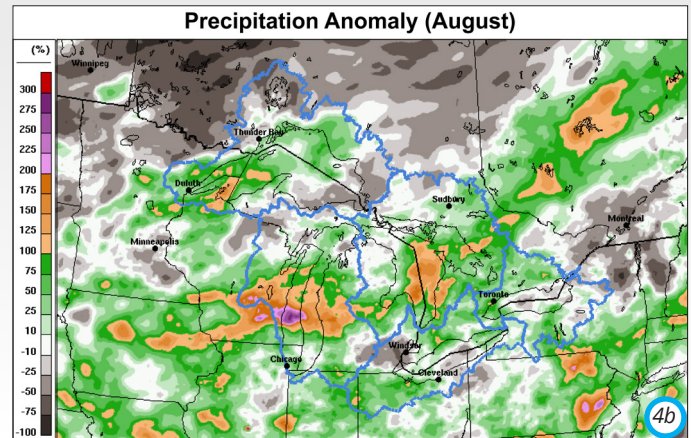 Precipitation Anomaly (August)
(%)
300
275
250
225
200
175
150
125
100
75
50
25
10
-10
-25
-50
-75
-100
Winnipeg
Thunder Bay
Duluth
Sudbury
Montreal
Minneapolis
Toronto
Windsor
Chicago
Cleveland
4b